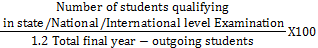 Number of students qualifying
in state/National/International level Examination
1.2 Total final year − outgoing students
X100